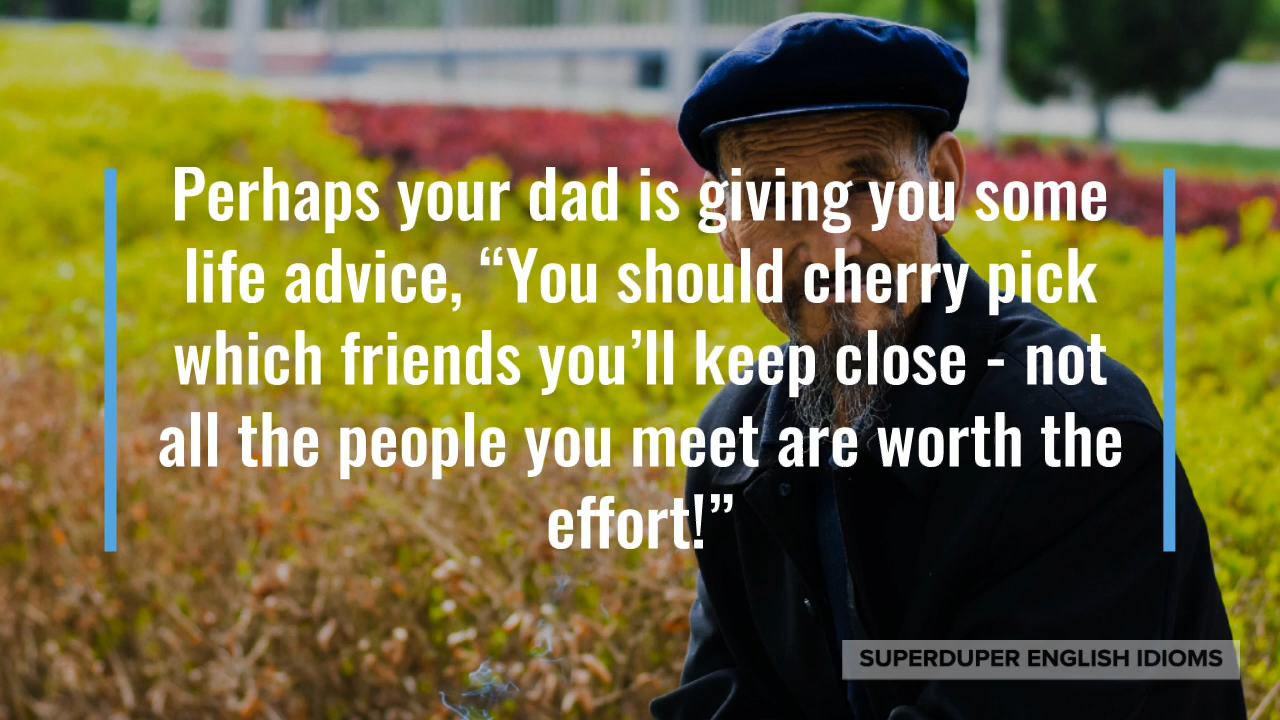 Perhaps your dad is giving you some
life advice, “You should cherry pick
which friends you’ll keep close - not
all the people you meet are worth the
effort!”
SUPERDUPER ENGLISH IDIOMS